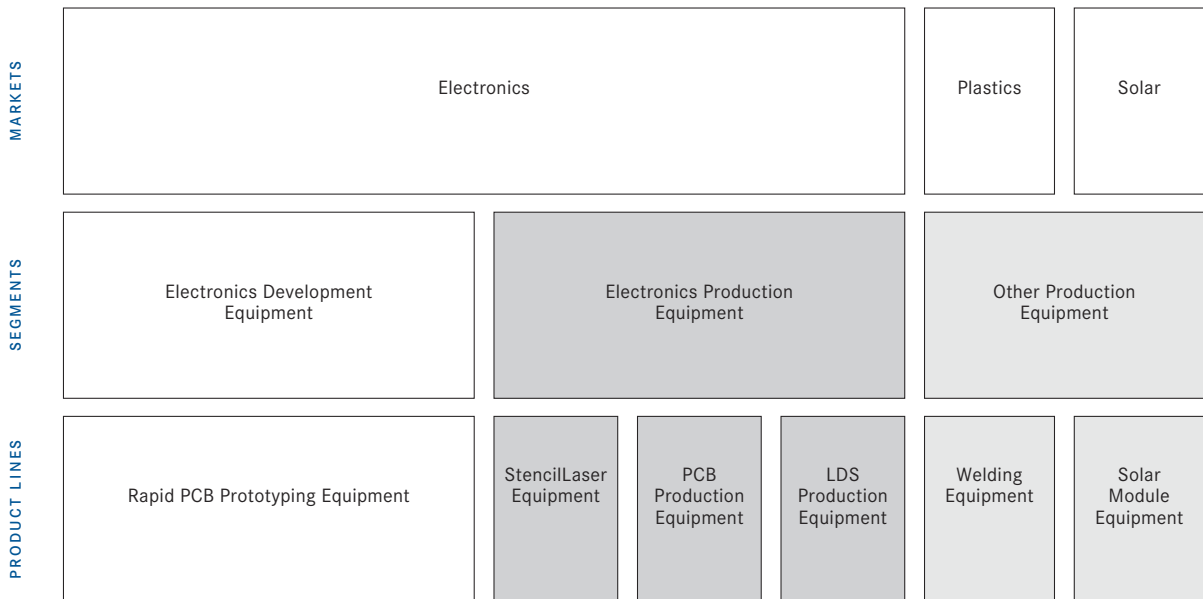 MARKETS
Electronics
Plastics
Solar
SEGMENTS
Electronics Development
Equipment
Electronics Production
Equipment
Other Production
Equipment
PRODUCT LINES
Rapid PCB Prototyping Equipment
StencilLaser
Equipment
PCB
Production
Equipment
LDS
Production
Equipment
Welding
Equipment
Solar
Module
Equipment